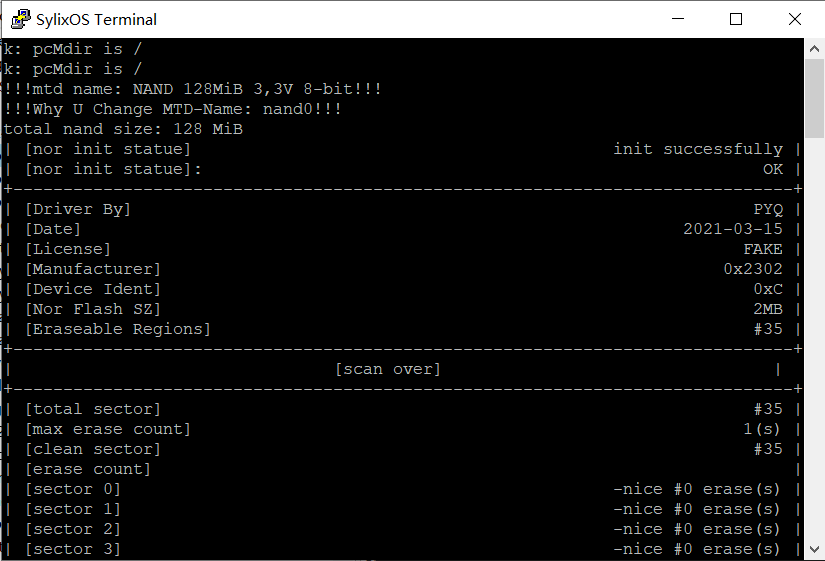 SylixOS Terminal
k: pcMdir is /
k: pcMdir is /
!!!mtd name: NAND 128MiB 3,3V 8-bit!!!
!!!Why U Change MTD-Name: nand0!!!
total nand size: 128 MiB
| [nor init statue] init successfully |
| [nor init statue]: OK |
+------------------------------------------------------------------------------+
| [Driver By] PYQ |
| [Date] 2021-03-15 |
| [License] FAKE |
| [Manufacturer] 0x2302 |
| [Device Ident] 0xC |
| [Nor Flash SZ] 2MB |
| [Eraseable Regions] #35 |
+------------------------------------------------------------------------------+
| [scan over] |
+------------------------------------------------------------------------------+
| [total sector] #35 |
| [max erase count] 1(s) |
| [clean sector] #35 |
| [erase count] |
| [sector 0] -nice #0 erase(s) |
| [sector 1] -nice #0 erase(s) |
| [sector 2] -nice #0 erase(s) |
| [sector 3] -nice #0 erase(s) |